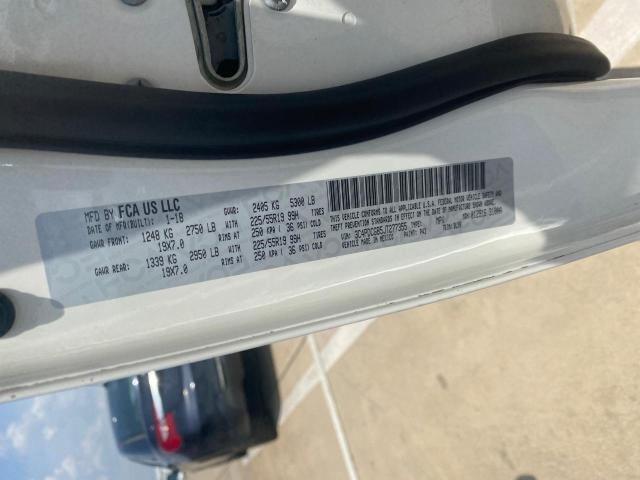 MFD BY FCA US LLC
DATE OF MFR(BUILT): 1-18 GVWR: 2405 KG 5300 LB
GAWR FRONT: 1248 KG 2750 LB WITH 225/55R19 99H TIRES
19X7.0 RIMS AT 250 KPA ( 36 PSI) COLD
GAWR REAR: 1339 KG 2950 LB WITH 225/55R19 99H TIRES
19X7.0 RIMS AT 250 KPA ( 36 PSI) COLD
THIS VEHICLE CONFORMS TO ALL APPLICABLE U.S.A. FEDERAL MOTOR VEHICLE SAFETY AND
THEFT PREVENTION STANDARDS IN EFFECT ON THE DATE OF MANUFACTURE SHOWN ABOVE.
VIN: TYPE: MPV
VEHICLE MADE IN MEXICO PAINT: TRIM: